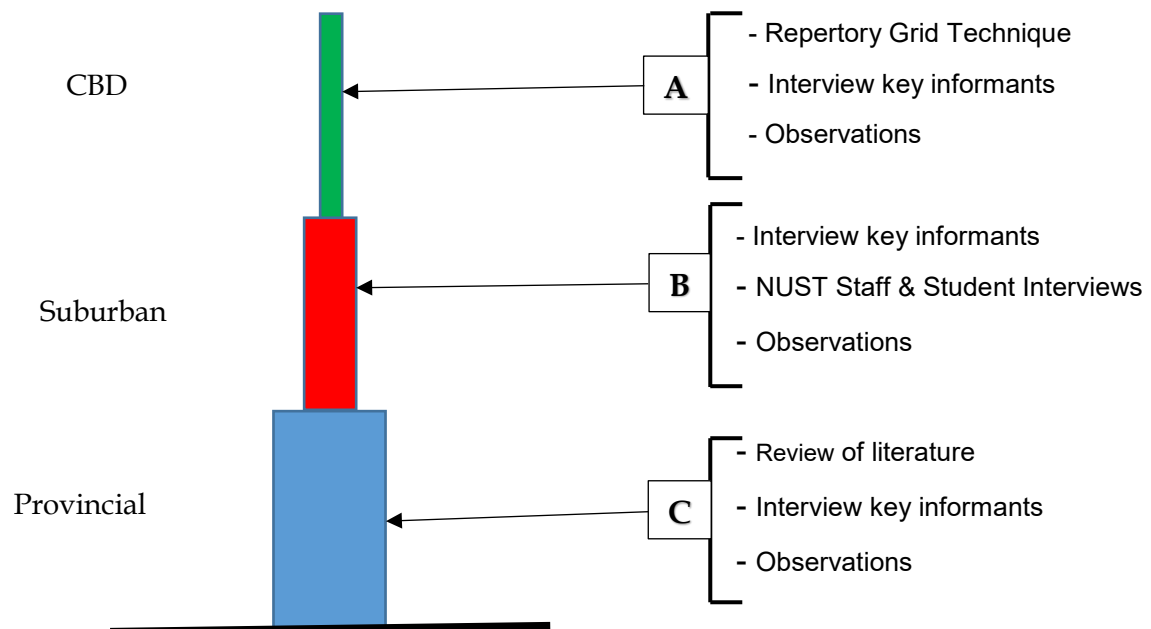 CBD
A
- Repertory Grid Technique
- Interview key informants
- Observations
Suburban
B
- Interview key informants
- NUST Staff & Student Interviews
- Observations
Provincial
C
- Review of literature
- Interview key informants
- Observations